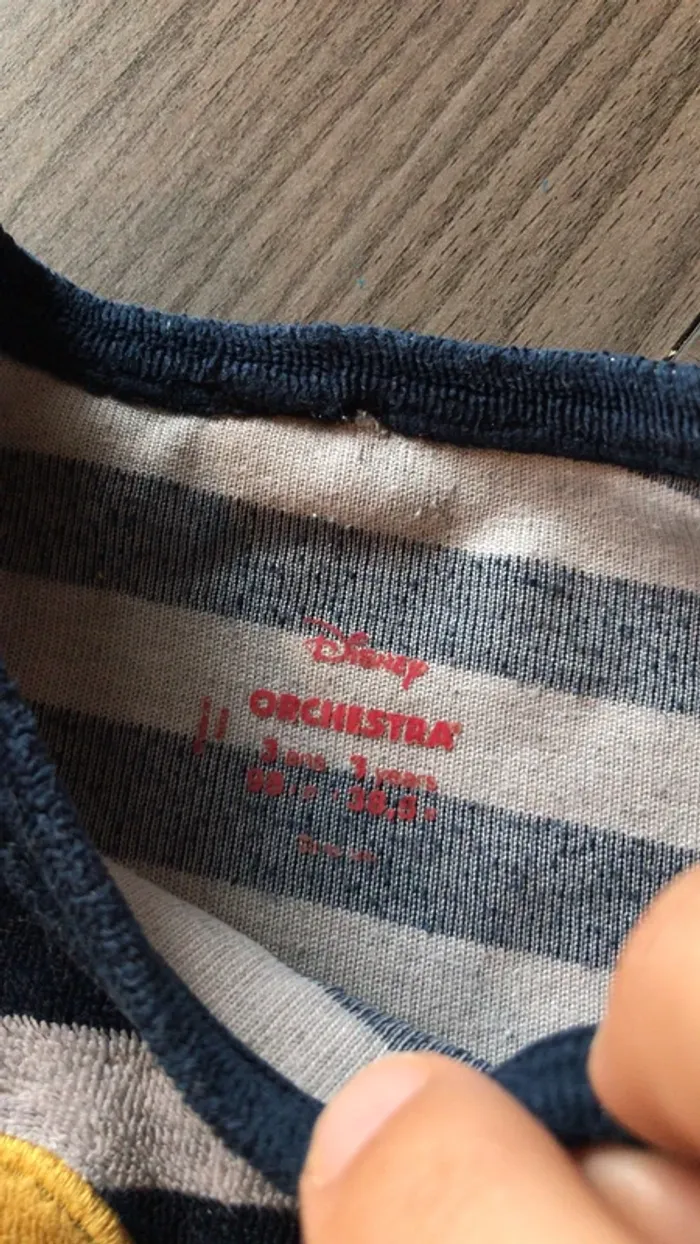 Disney
ORCHESTRA
3 ans 3 years
98 38,5